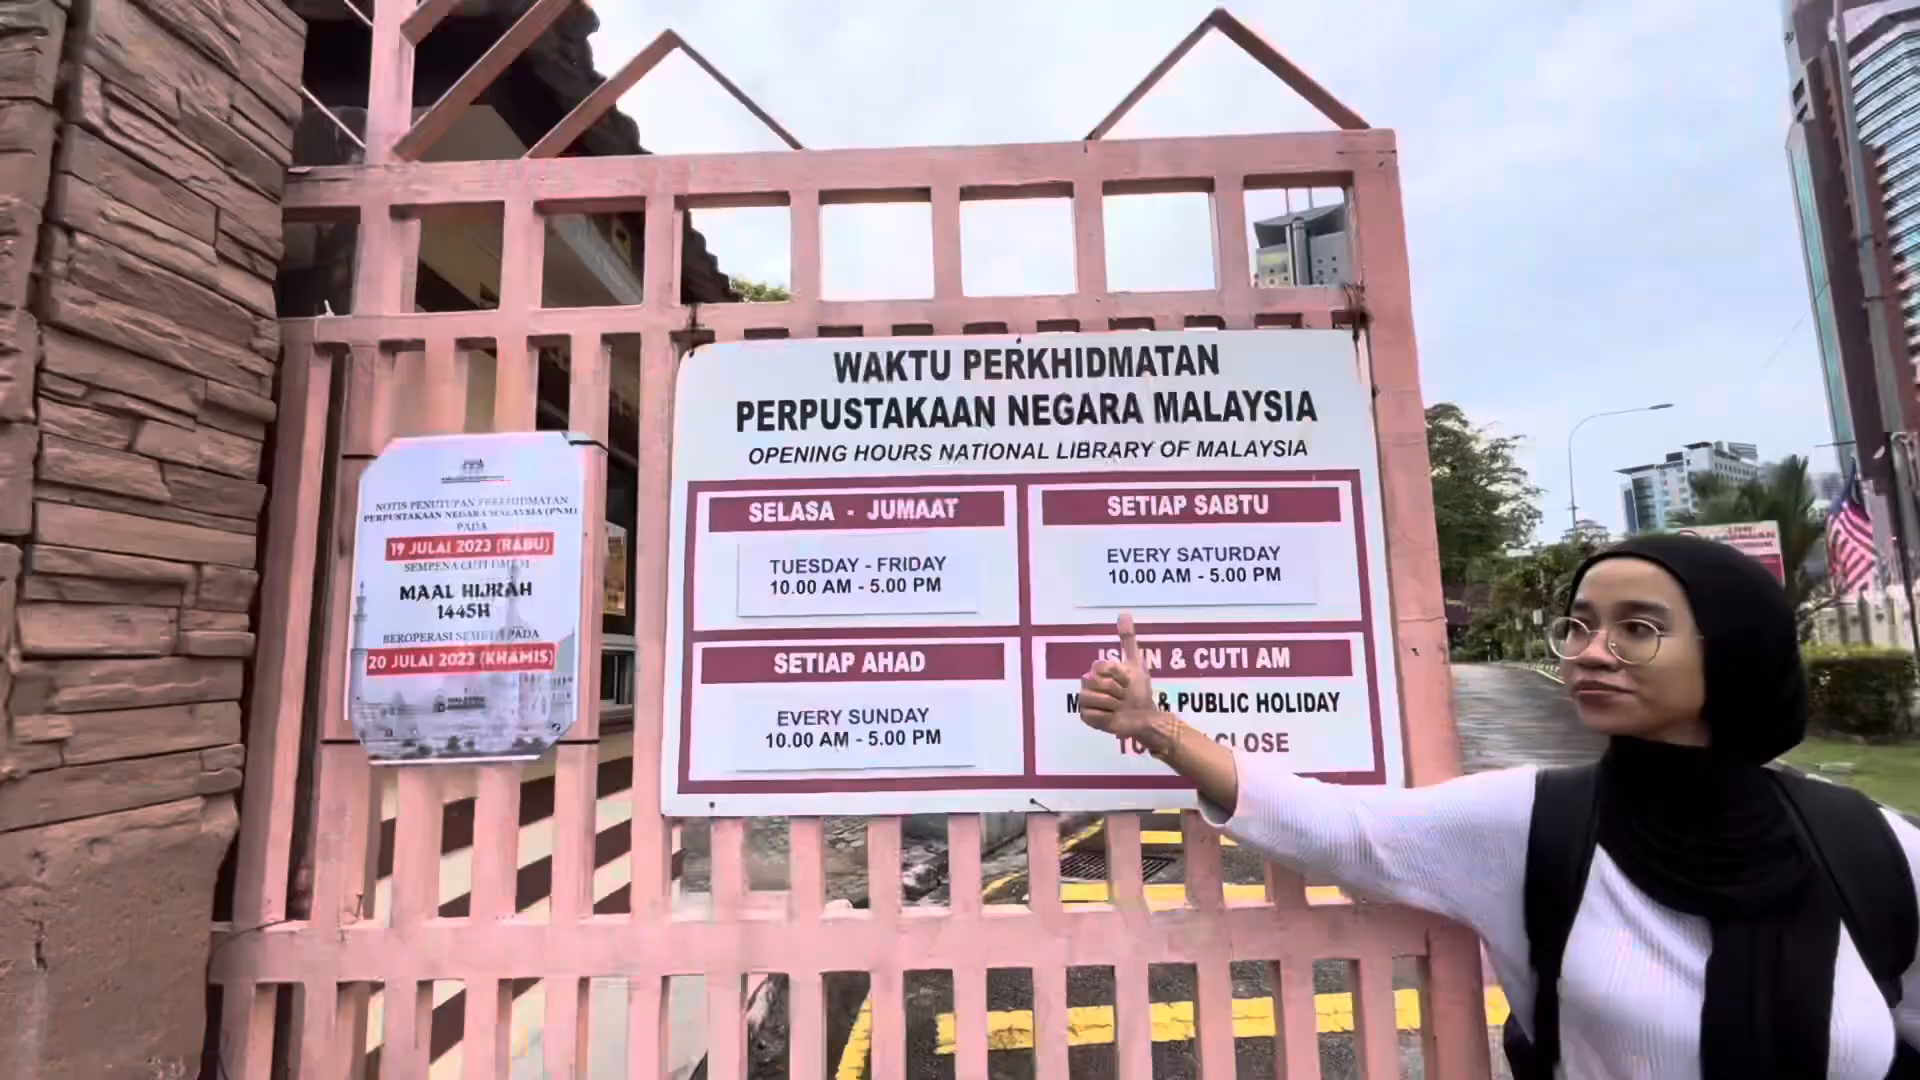 NOTIS PENUTUPAN PERKHIDMATAN
PERPUSTAKAAN NEGARA MALAYSIA (PNM)
PADA
19 JULAI 2023 (RABU)
SEMPENA CUTI UMUM
MAAL HIJRAH
1445H
BEROPERASI SEMULA PADA
20 JULAI 2023 (KHAMIS)
WAKTU PERKHIDMATAN
PERPUSTAKAAN NEGARA MALAYSIA
OPENING HOURS NATIONAL LIBRARY OF MALAYSIA
SELASA - JUMAAT
TUESDAY - FRIDAY
10.00 AM - 5.00 PM
SETIAP SABTU
EVERY SATURDAY
10.00 AM - 5.00 PM
SETIAP AHAD
EVERY SUNDAY
10.00 AM - 5.00 PM
& CUTI AM
& PUBLIC HOLIDAY
CLOSE